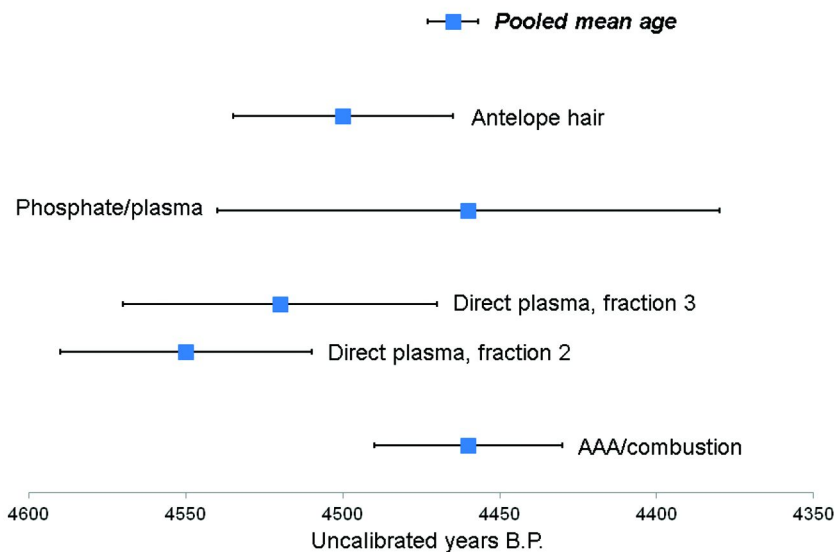 Pooled mean age
Antelope hair
Phosphate/plasma
Direct plasma, fraction 3
Direct plasma, fraction 2
AAA/combustion
4600 4550 4500 4450 4400 4350
Uncalibrated years B.P.